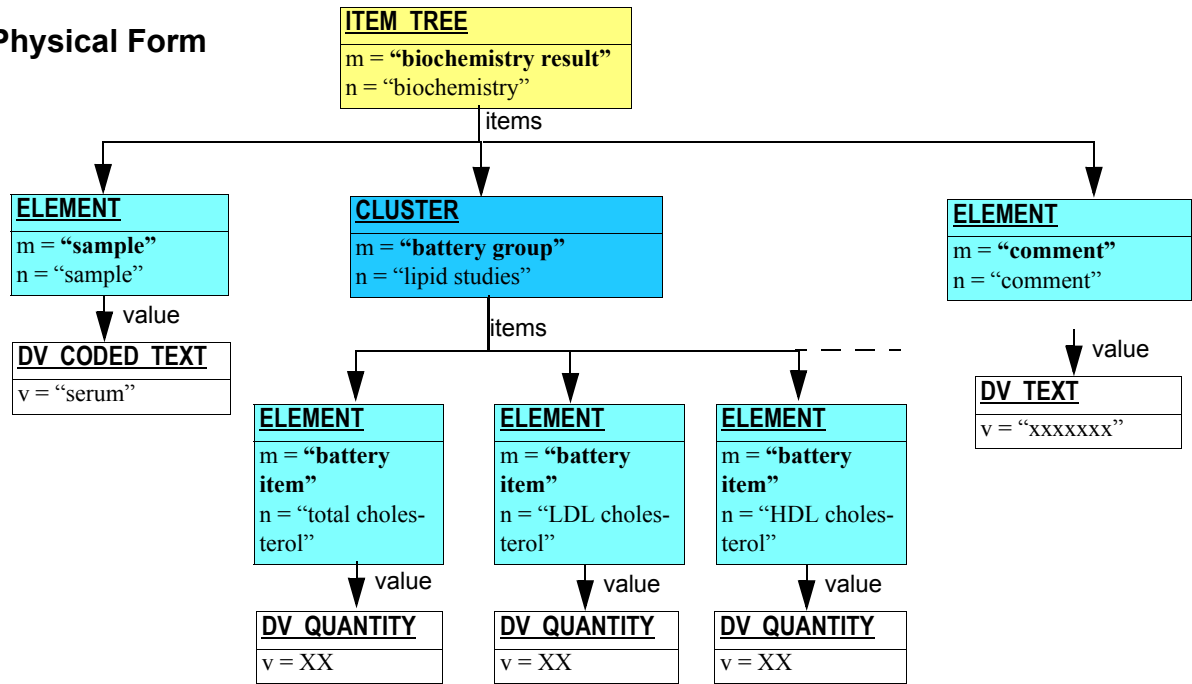 Physical Form
ITEM_TREE
m = “biochemistry result”
n = “biochemistry”
items
ELEMENT
m = “sample”
n = “sample”
value
DV_CODED_TEXT
v = “serum”
CLUSTER
m = “battery group”
n = “lipid studies”
items
ELEMENT
m = “comment”
n = “comment”
value
DV_TEXT
v = “xxxxxxx”
ELEMENT
m = “battery
item”
n = “total choles-
terol”
value
DV_QUANTITY
v = XX
ELEMENT
m = “battery
item”
n = “LDL choles-
terol”
value
DV_QUANTITY
v = XX
ELEMENT
m = “battery
item”
n = “HDL choles-
terol”
value
DV_QUANTITY
v = XX